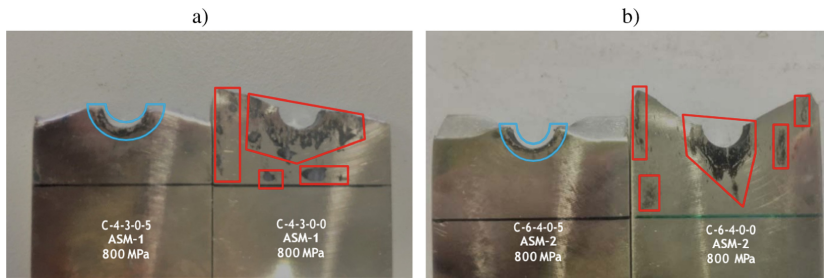 a)
b)
C-4-3-0-5
ASM-1
800 MPa
C-4-3-0-0
ASM-1
800 MPa
C-6-4-0-5
ASM-2
800 MPa
C-6-4-0-0
ASM-2
800 MPa